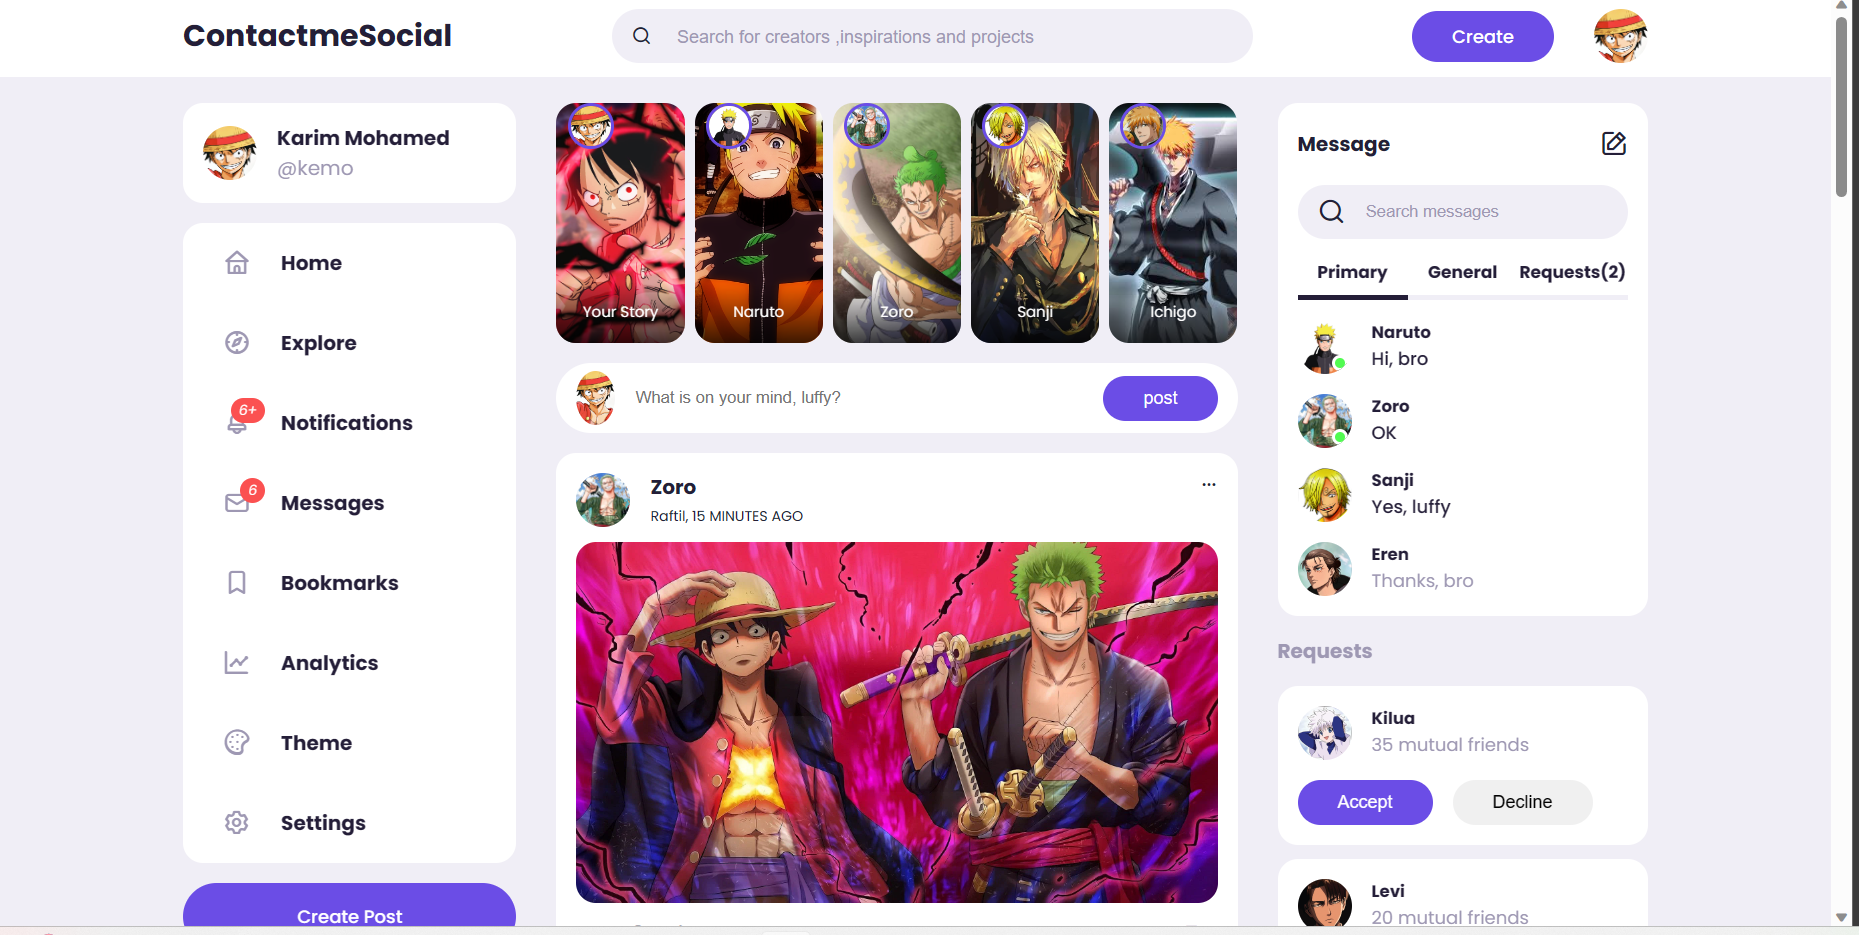 ContactmeSocial
Search for creators ,inspirations and projects
Create
Karim Mohamed
@kemo
Home
Explore
6+
Notifications
6
Messages
Bookmarks
Analytics
Theme
Settings
Create Post
Your Story
Naruto
Zoro
Sanji
Ichigo
What is on your mind, luffy?
post
Zoro
Raftil, 15 MINUTES AGO
Message
Search messages
Primary
General
Requests(2)
Naruto
Hi, bro
Zoro
OK
Sanji
Yes, luffy
Eren
Thanks, bro
Requests
Kilua
35 mutual friends
Accept
Decline
Levi
20 mutual friends